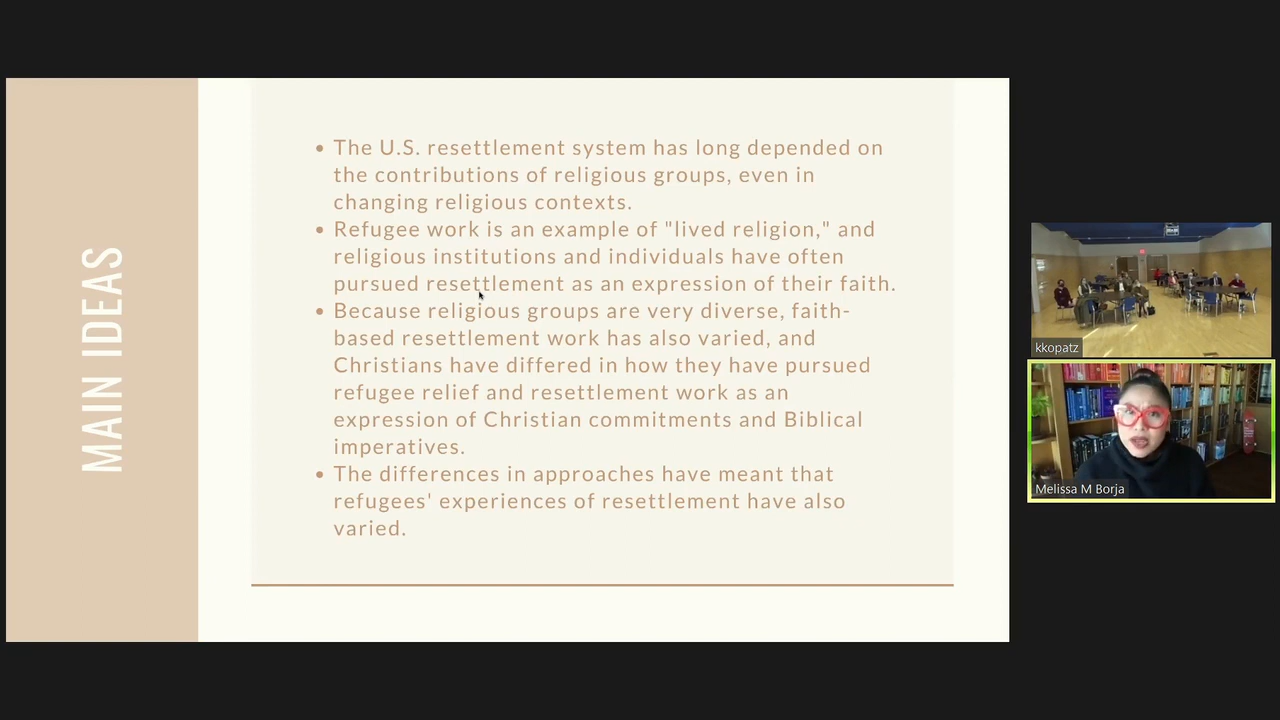 MAIN IDEAS
• The U.S. resettlement system has long depended on
the contributions of religious groups, even in
changing religious contexts.
• Refugee work is an example of "lived religion," and
religious institutions and individuals have often
pursued resettlement as an expression of their faith.
• Because religious groups are very diverse, faith-
based resettlement work has also varied, and
Christians have differed in how they have pursued
refugee relief and resettlement work as an
expression of Christian commitments and Biblical
imperatives.
• The differences in approaches have meant that
refugees' experiences of resettlement have also
varied.
kkopatz
Melissa M Borja